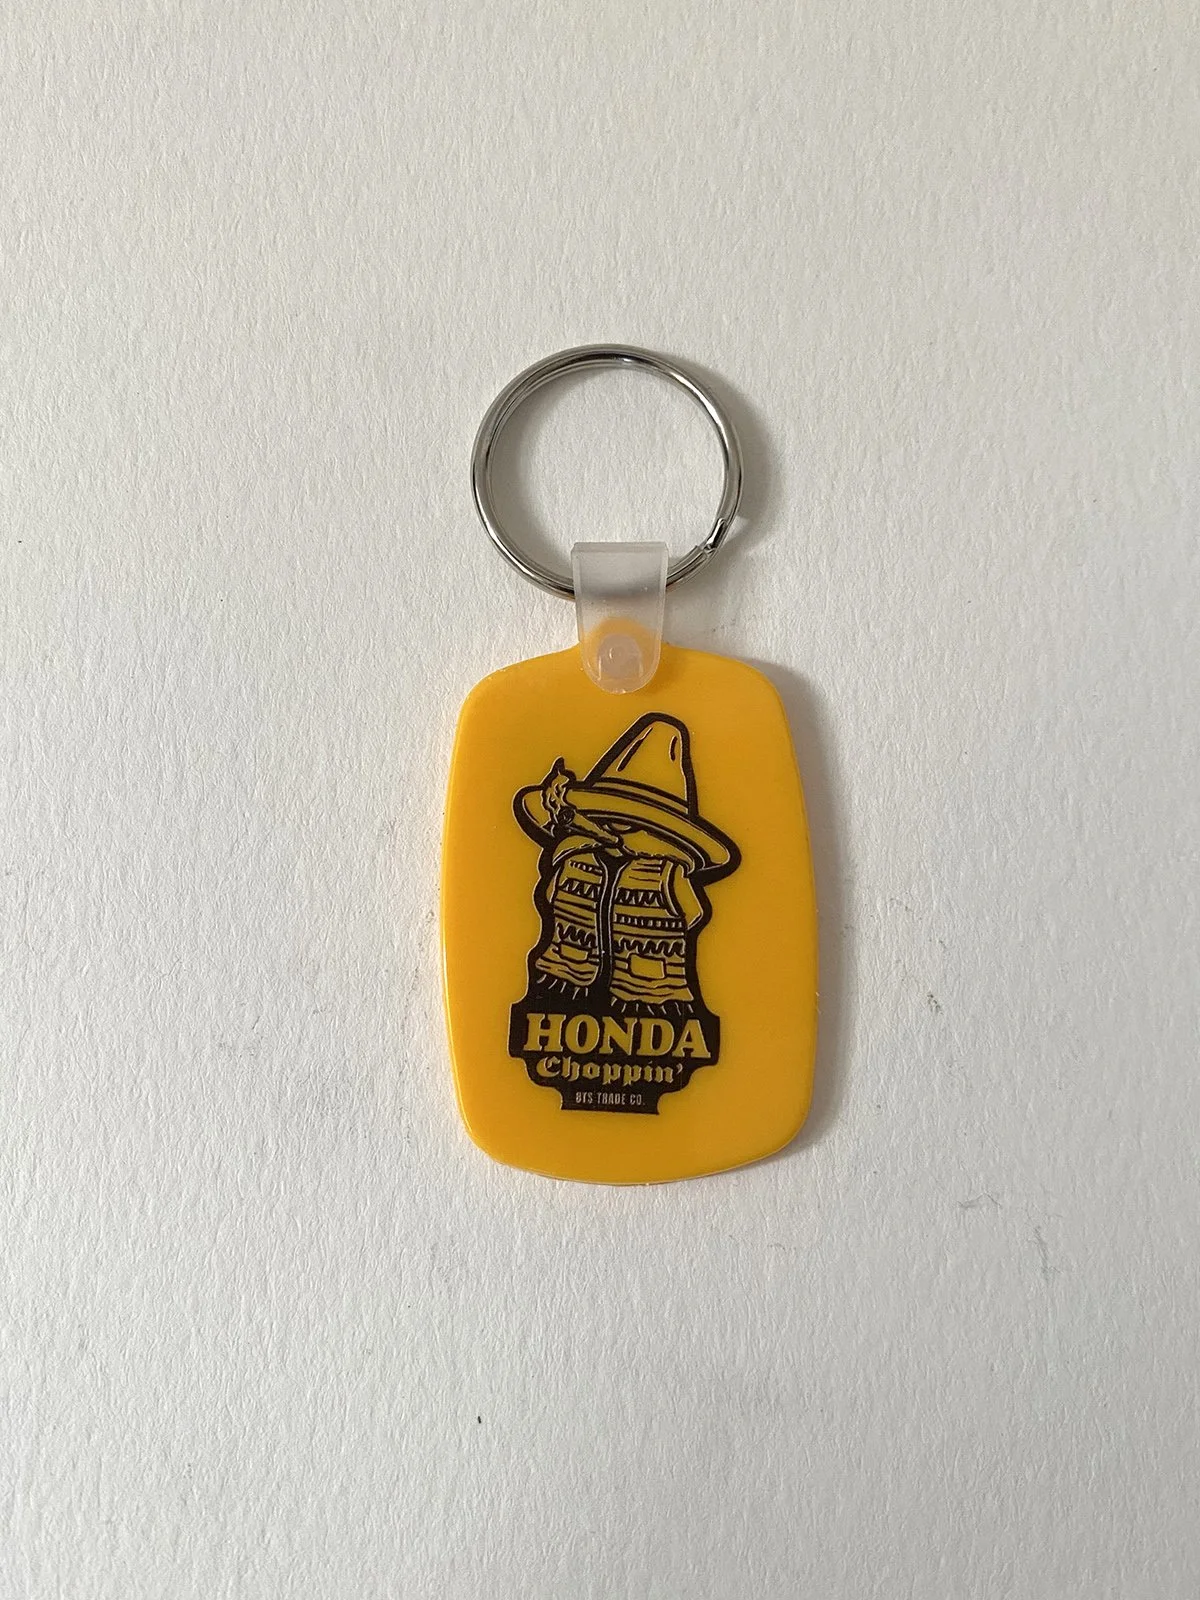 HONDA
Choppin'
BTS TRADE CO.